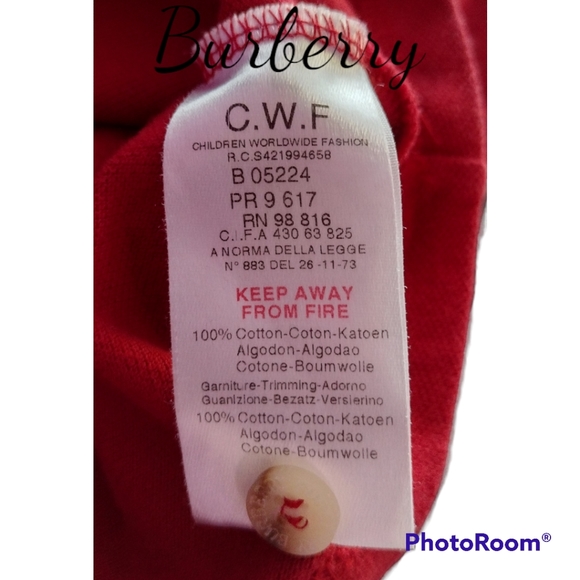 Burberry
C.W.F
CHILDREN WORLDWIDE FASHION
R.C.S421994658
B 05224
PR 9 617
RN 98 816
C.I.F.A 430 63 825
A NORMA DELLA LEGGE
N° 883 DEL 26 -11-73
KEEP AWAY
FROM FIRE
100% Cotton-Coton-Katoen
Algodon-Algodao
Cotone-Boumwolle
Garniture-Trimming-Adorno
Guanizione-Bezatz-Versierino
100% Cotton-Coton-Katoen
Algodon-Algodao
Cotone-Boumwolle
PhotoRoom®